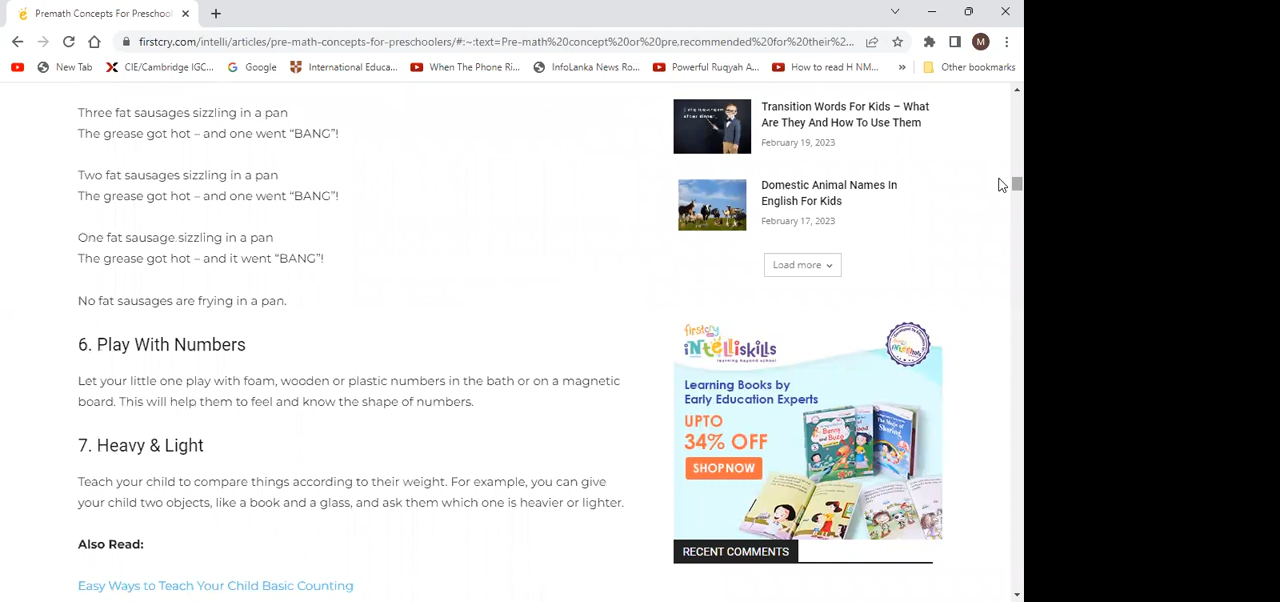 Premath Concepts For Preschool
firstcry.com/intelli/articles/pre-math-concepts-for-preschoolers/#:~:text=Pre-math%20concept%20or%20pre,recommended%20for%20their%2...
M
New Tab
CIE/Cambridge IGC...
Google
International Educa...
When The Phone Ri...
InfoLanka News Ro...
Powerful Ruqyah A...
How to read H NM...
»
Other bookmarks
Three fat sausages sizzling in a pan
The grease got hot – and one went “BANG”!
Two fat sausages sizzling in a pan
The grease got hot – and one went “BANG”!
One fat sausage sizzling in a pan
The grease got hot – and it went “BANG”!
No fat sausages are frying in a pan.
6. Play With Numbers
Let your little one play with foam, wooden or plastic numbers in the bath or on a magnetic
board. This will help them to feel and know the shape of numbers.
7. Heavy & Light
Teach your child to compare things according to their weight. For example, you can give
your child two objects, like a book and a glass, and ask them which one is heavier or lighter.
Also Read:
Easy Ways to Teach Your Child Basic Counting
Transition Words For Kids – What
Are They And How To Use Them
February 19, 2023
Domestic Animal Names In
English For Kids
February 17, 2023
Load more
firstcry
intelliskills
learning beyond school
Learning Books by
Early Education Experts
UPTO
34% OFF
SHOP NOW
RECENT COMMENTS